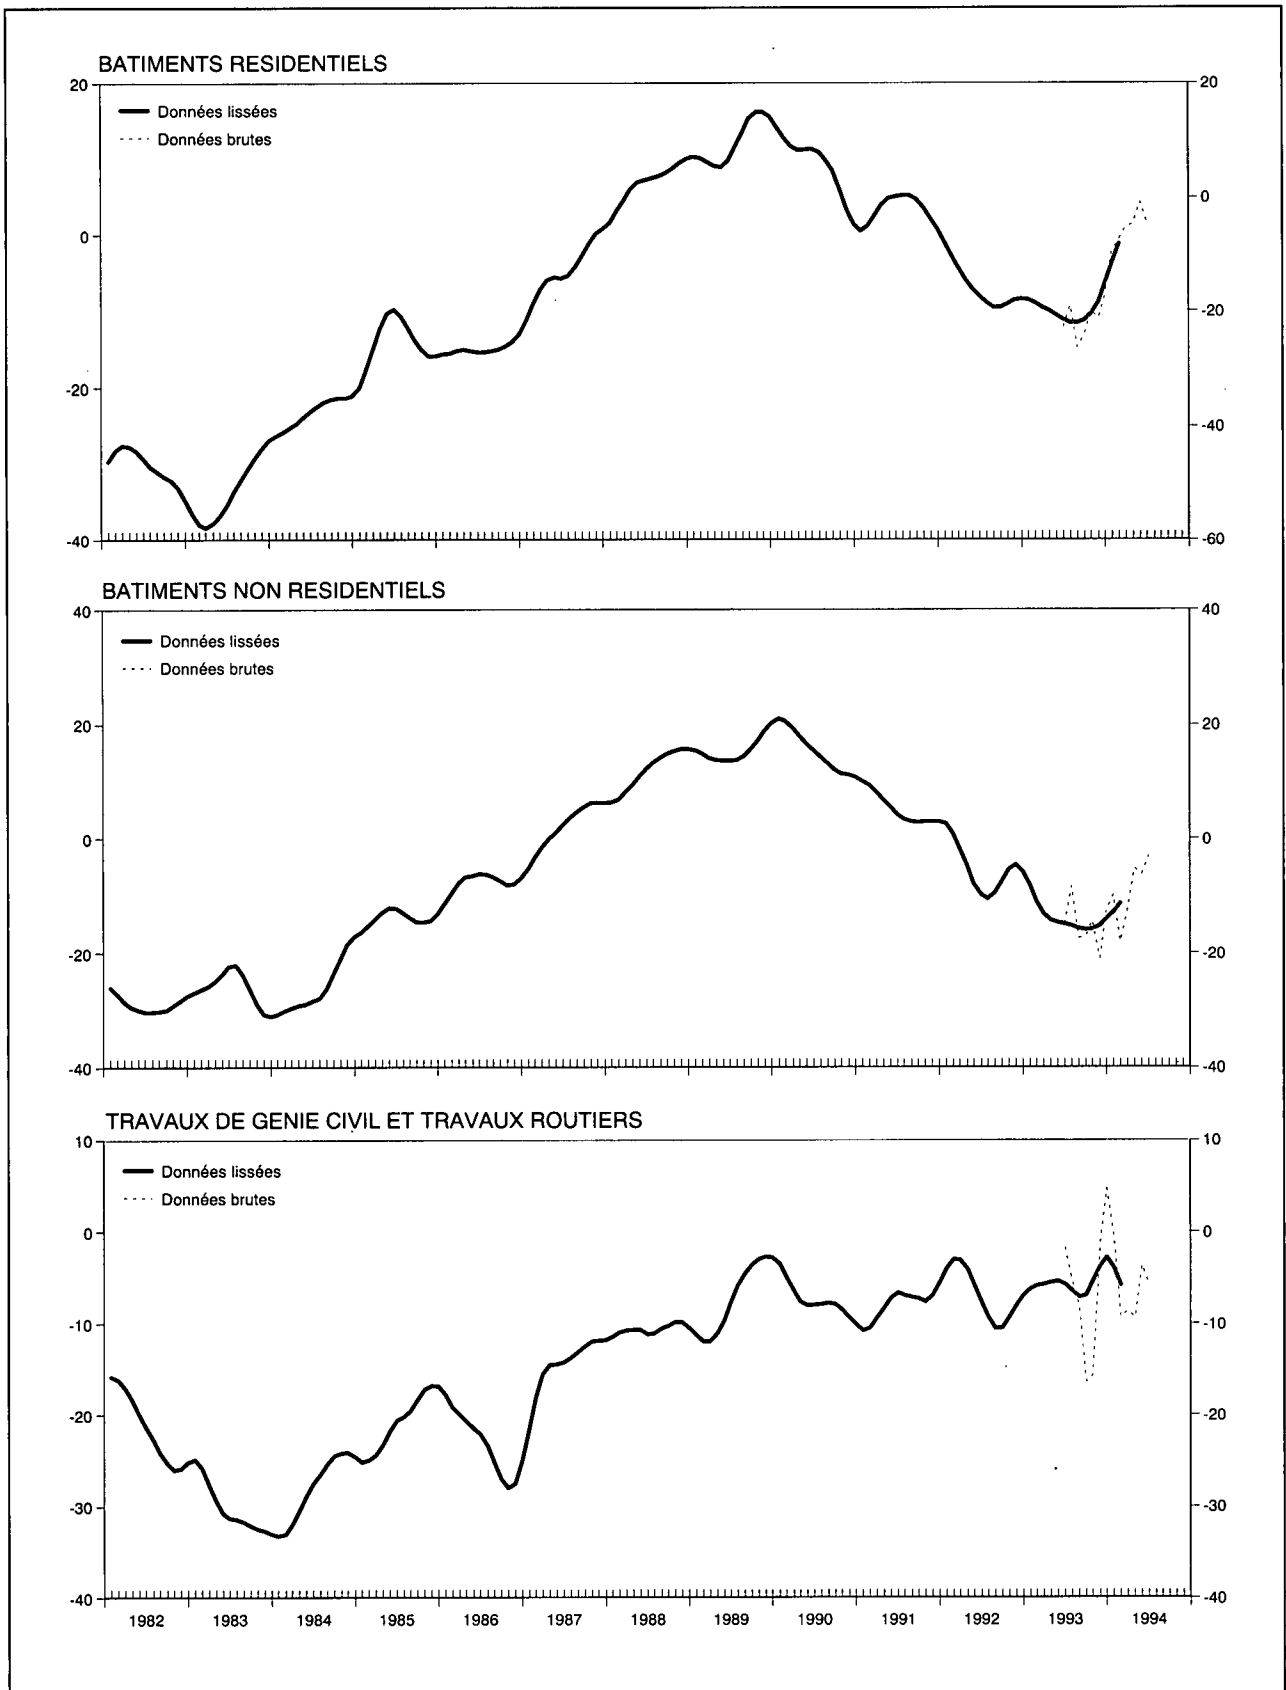 BATIMENTS RESIDENTIELS
20 20
Données lissées
Données brutes
0
0
-20
-20
-40
-40
-60
BATIMENTS NON RESIDENTIELS
40 40
Données lissées
Données brutes
20 20
0 0
-20 -20
-40 -40
TRAVAUX DE GENIE CIVIL ET TRAVAUX ROUTIERS
10 10
Données lissées
Données brutes
0 0
-10 -10
-20 -20
-30 -30
-40 -40
1982 1983 1984 1985 1986 1987 1988 1989 1990 1991 1992 1993 1994